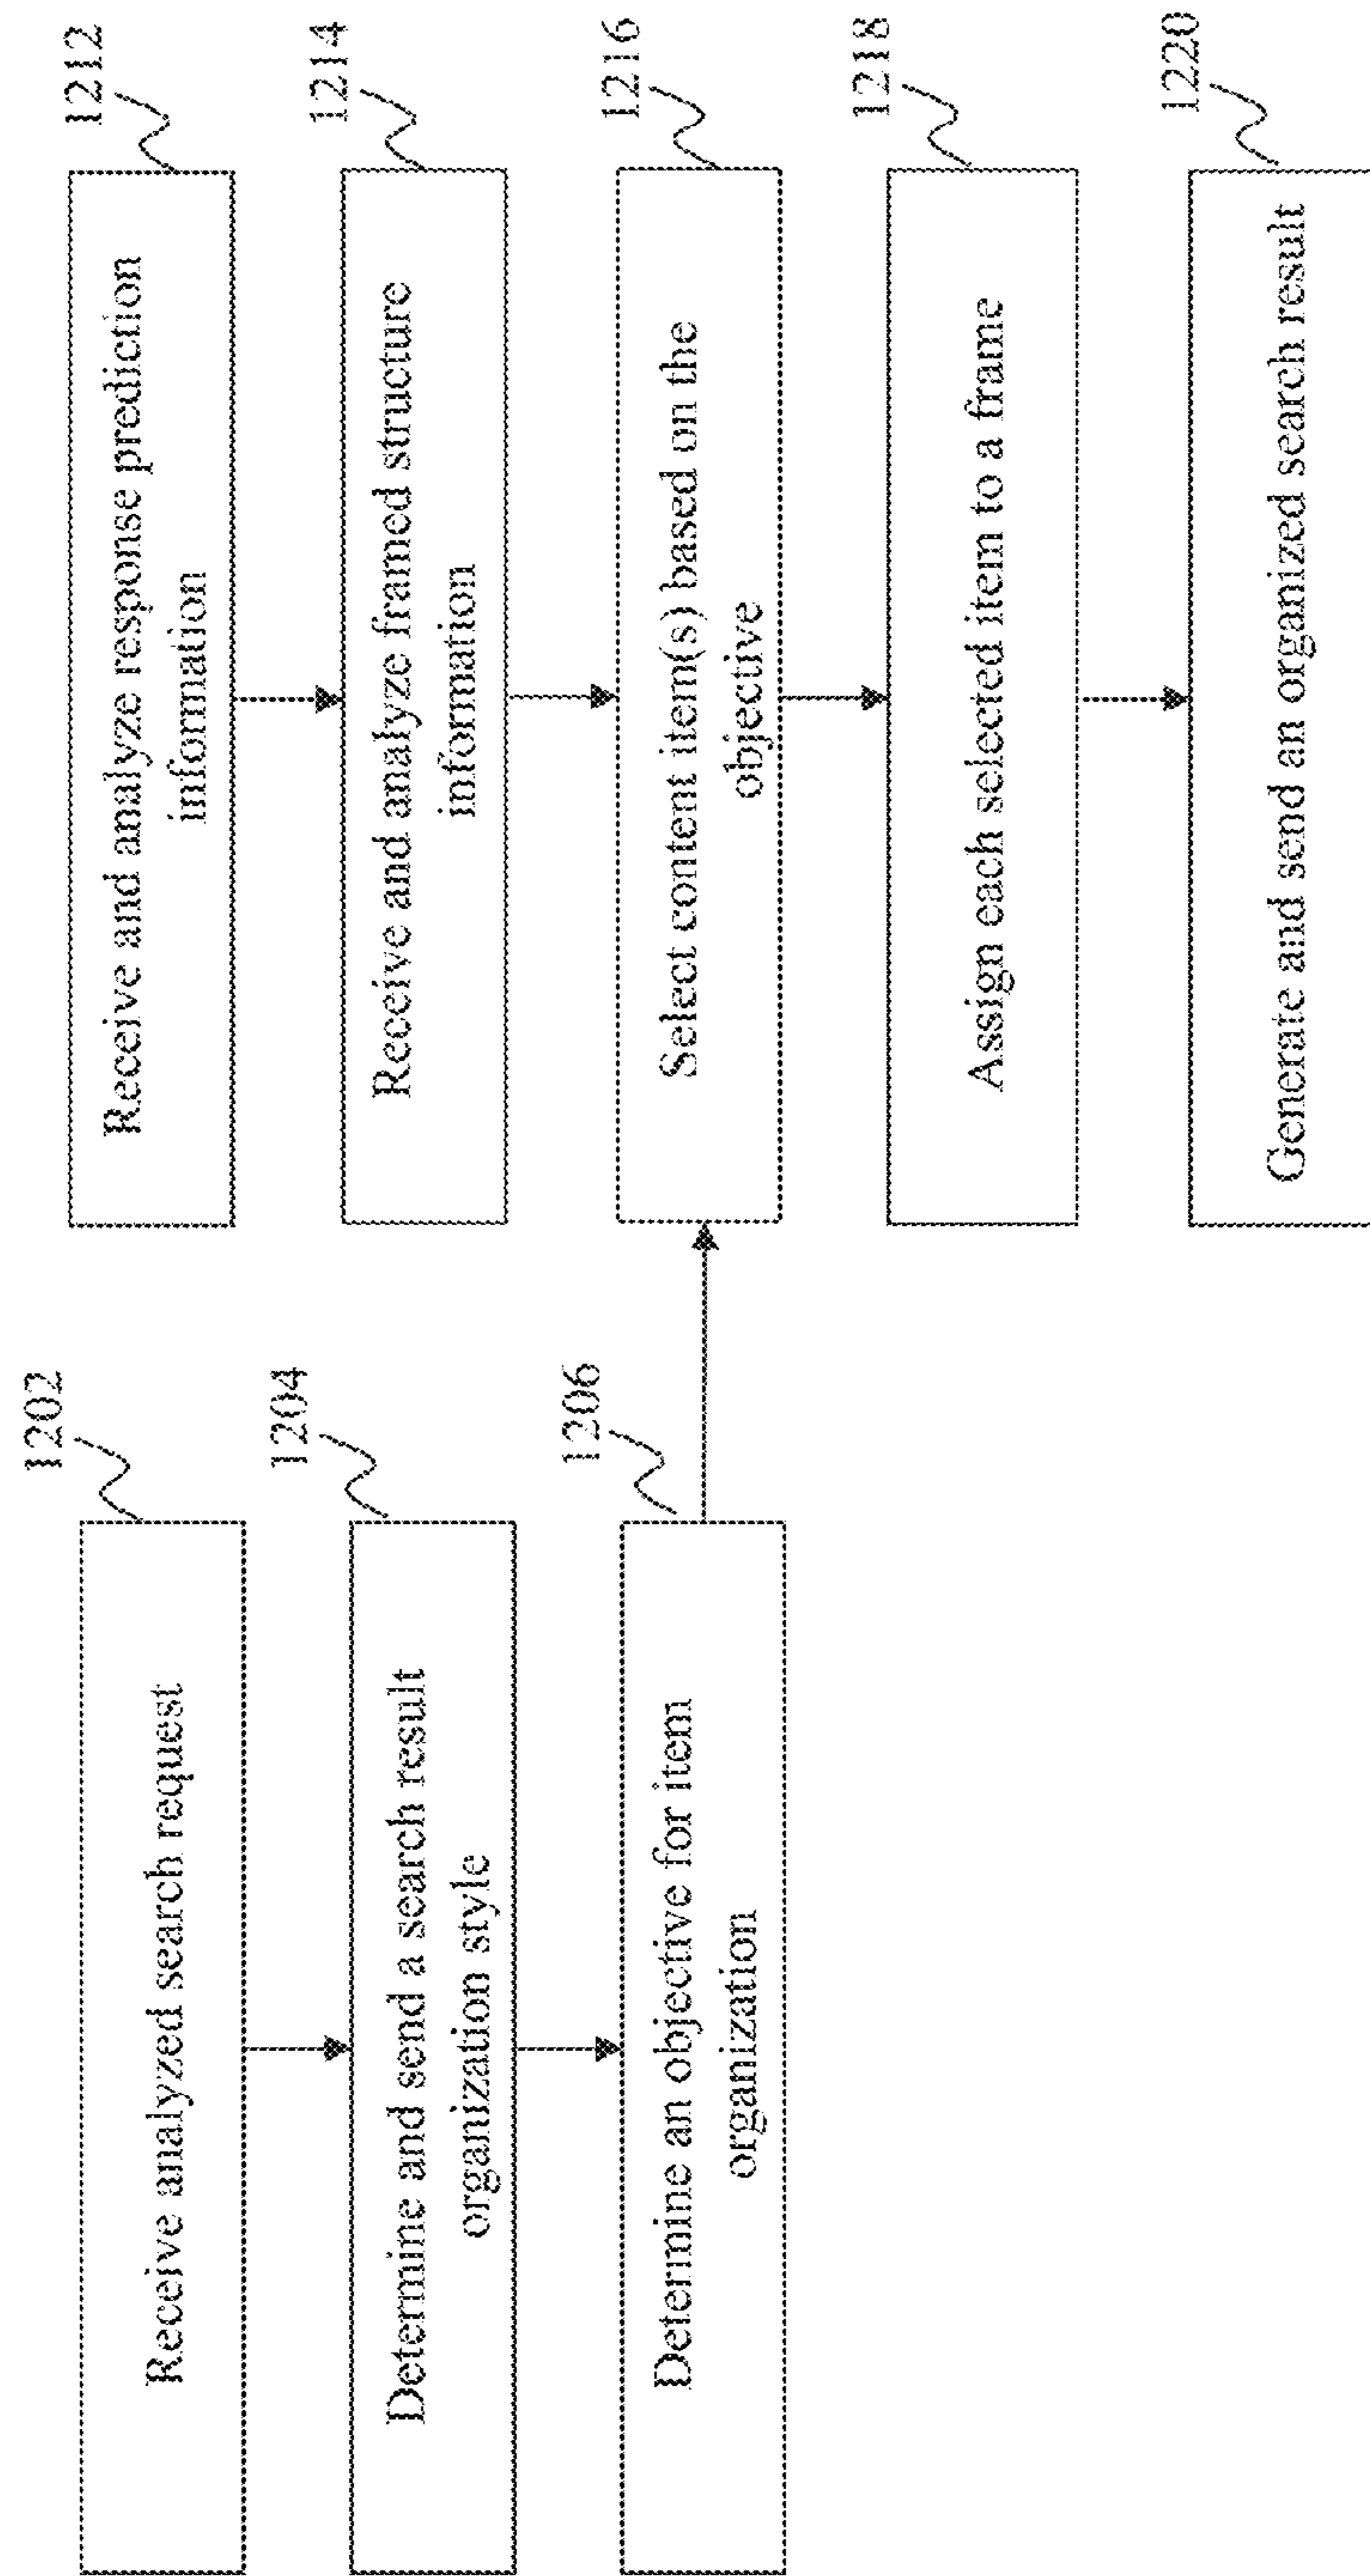 1202
Receive analyzed search request
1204
Determine and send a search result
organization style
1206
Determine an objective for item
organization
1212
Receive and analyze response prediction
information
1214
Receive and analyze framed structure
information
1216
Select content item(s) based on the
objective
1218
Assign each selected item to a frame
1220
Generate and send an organized search result